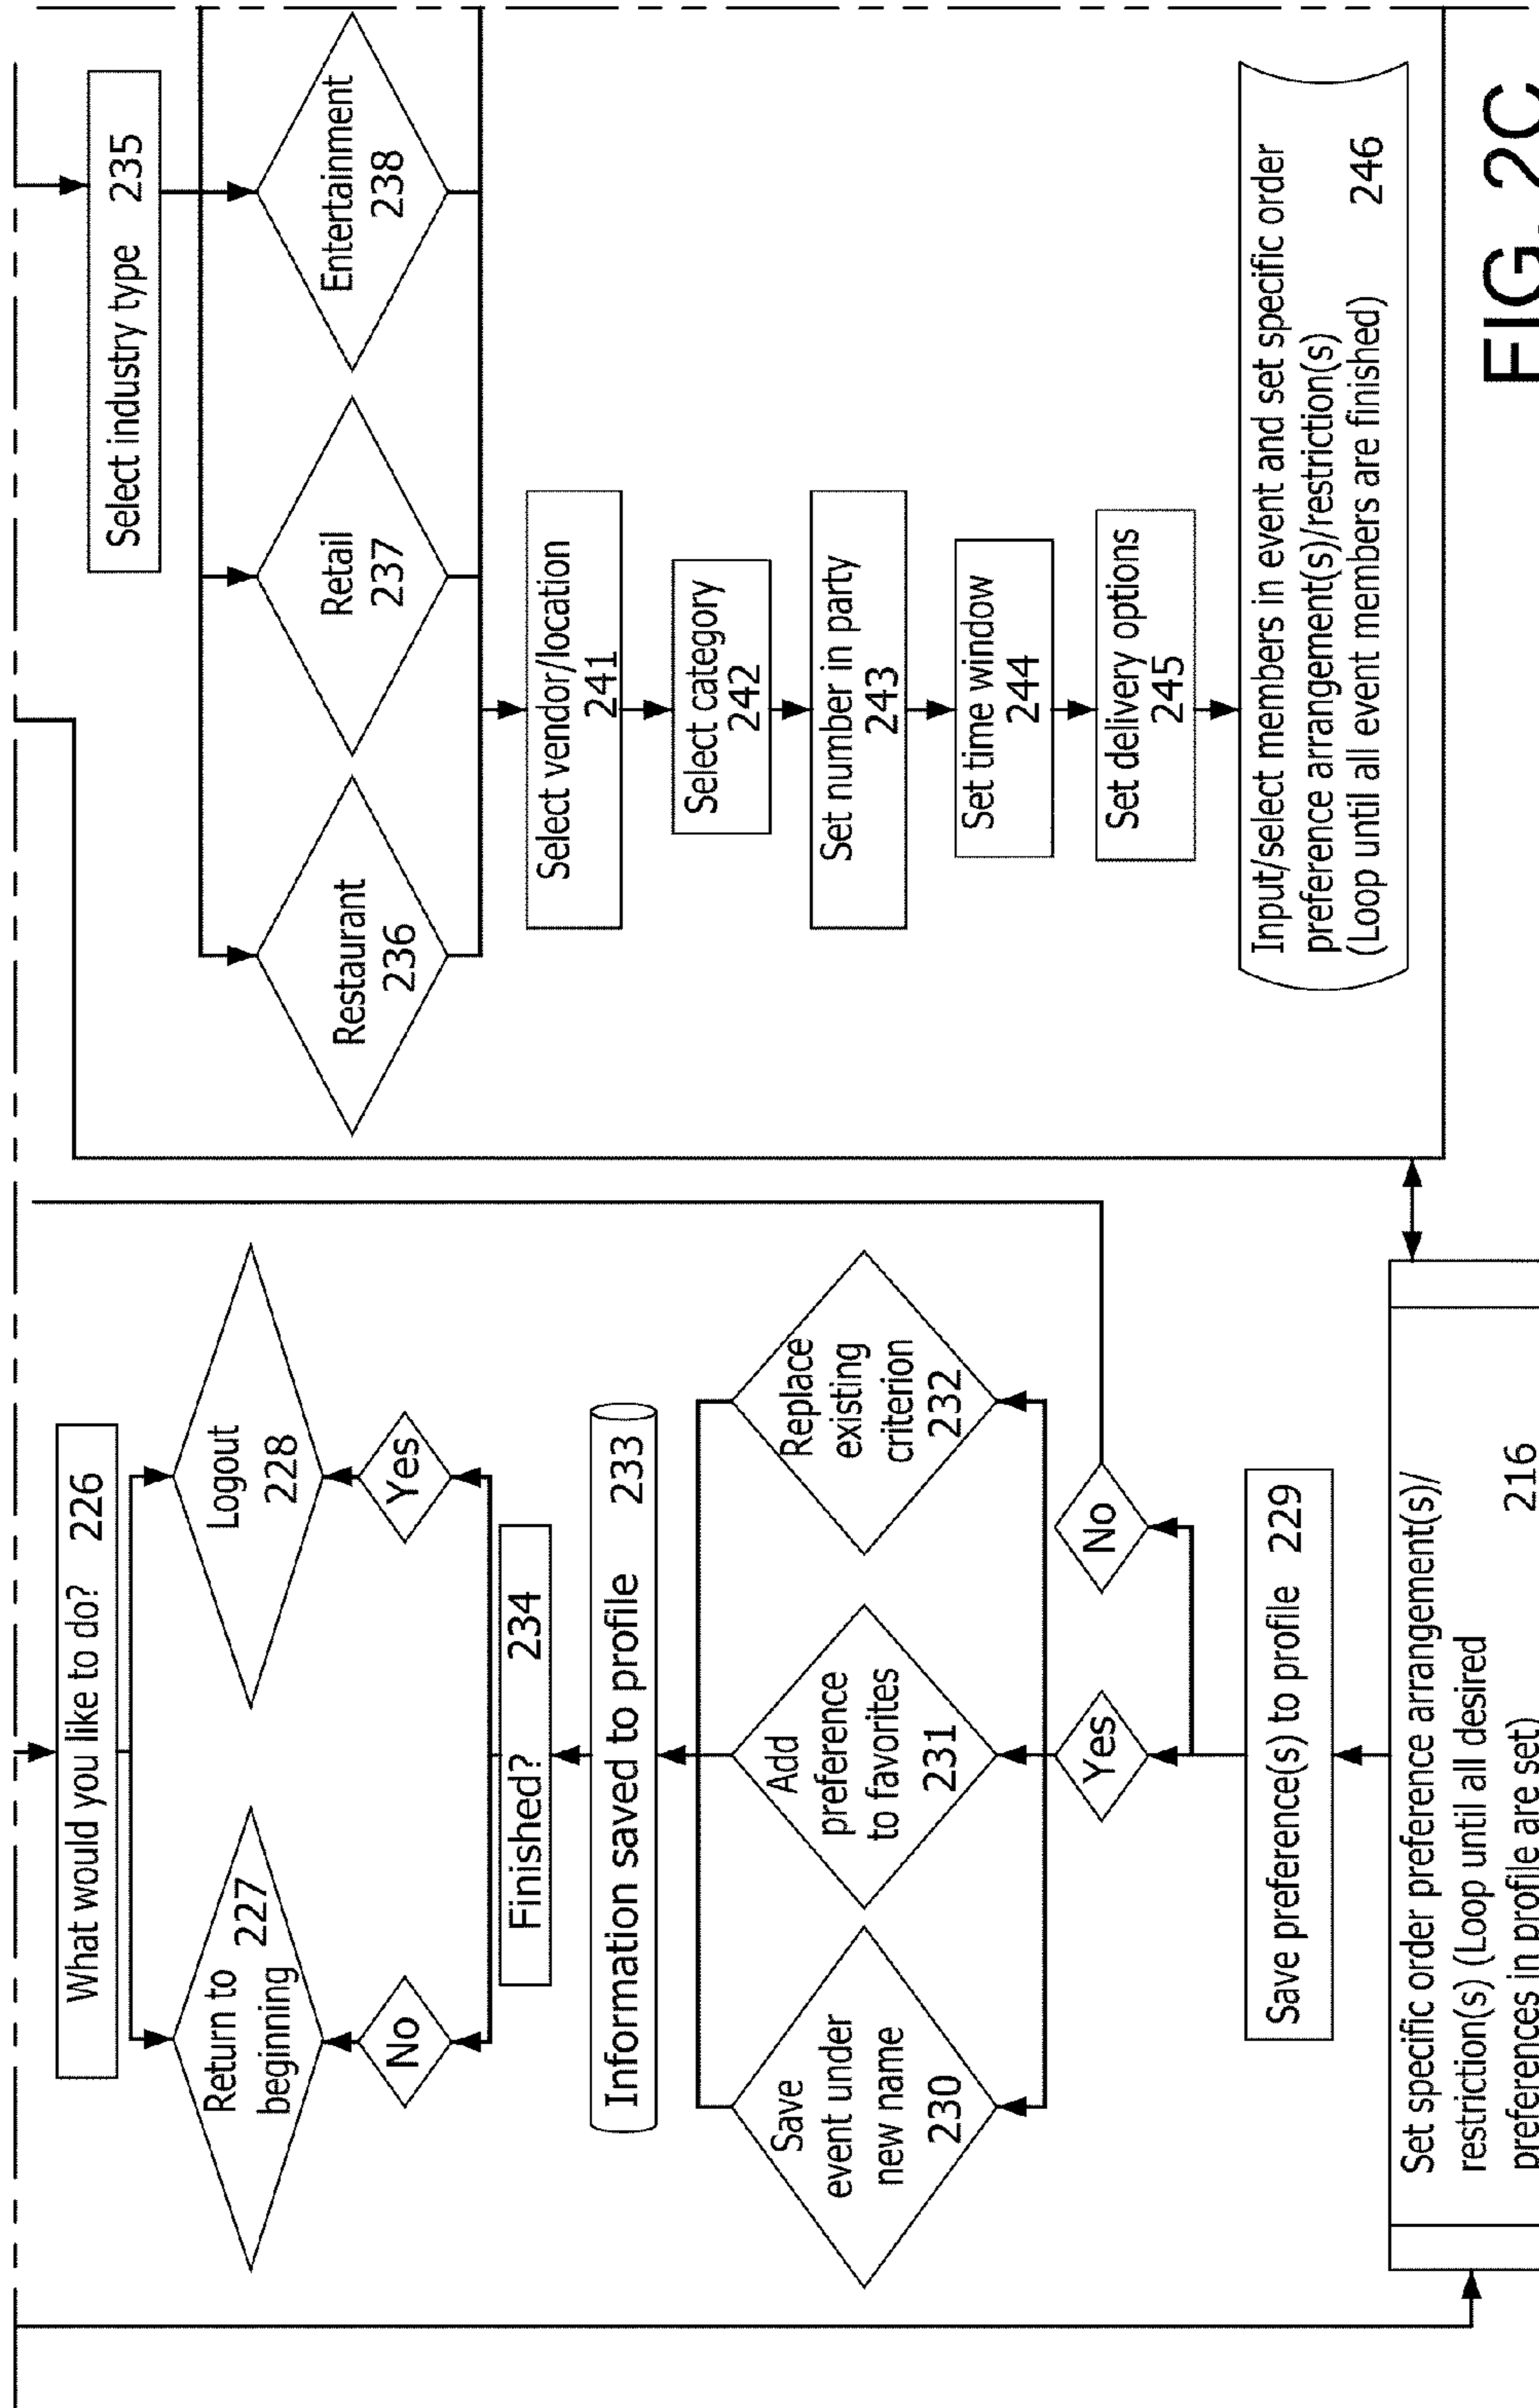 What would you like to do? 226
Return to 227
beginning
Logout
228
No
Yes
Finished? 234
Information saved to profile 233
Save
event under
new name
230
Add
preference
to favorites
231
Replace
existing
criterion
232
Yes
No
Save preference(s) to profile 229
Set specific order preference arrangement(s)/
restriction(s) (Loop until all desired
preferences in profile are set) 216
Select industry type 235
Restaurant
236
Retail
237
Entertainment
238
Select vendor/location
241
Select category
242
Set number in party
243
Set time window
244
Set delivery options
245
Input/select members in event and set specific order
preference arrangement(s)/restriction(s)
(Loop until all event members are finished) 246
FIG. 2C